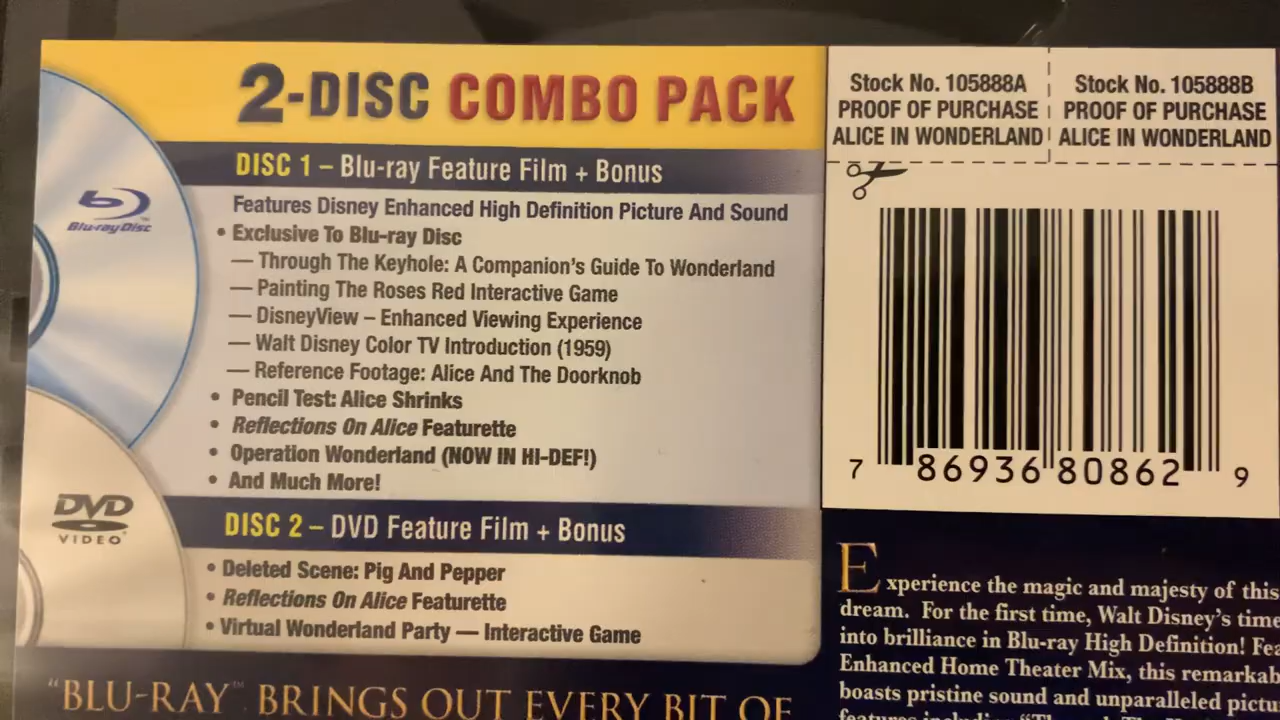 2-DISC COMBO PACK
DISC 1 – Blu-ray Feature Film + Bonus
Features Disney Enhanced High Definition Picture And Sound
• Exclusive To Blu-ray Disc
— Through The Keyhole: A Companion's Guide To Wonderland
— Painting The Roses Red Interactive Game
— DisneyView – Enhanced Viewing Experience
— Walt Disney Color TV Introduction (1959)
— Reference Footage: Alice And The Doorknob
• Pencil Test: Alice Shrinks
• Reflections On Alice Featurette
• Operation Wonderland (NOW IN HI-DEF!)
• And Much More!
Blu-ray Disc™
DISC 2 – DVD Feature Film + Bonus
• Deleted Scene: Pig And Pepper
• Reflections On Alice Featurette
• Virtual Wonderland Party — Interactive Game
DVD
VIDEO
"BLU-RAY™ BRINGS OUT EVERY BIT OF
Stock No. 105888A
PROOF OF PURCHASE
ALICE IN WONDERLAND
Stock No. 105888B
PROOF OF PURCHASE
ALICE IN WONDERLAND
7 86936 80862 9
Experience the magic and majesty of this
dream. For the first time, Walt Disney's time
into brilliance in Blu-ray High Definition! Fea
Enhanced Home Theater Mix, this remarkab
boasts pristine sound and unparalleled pictu
features